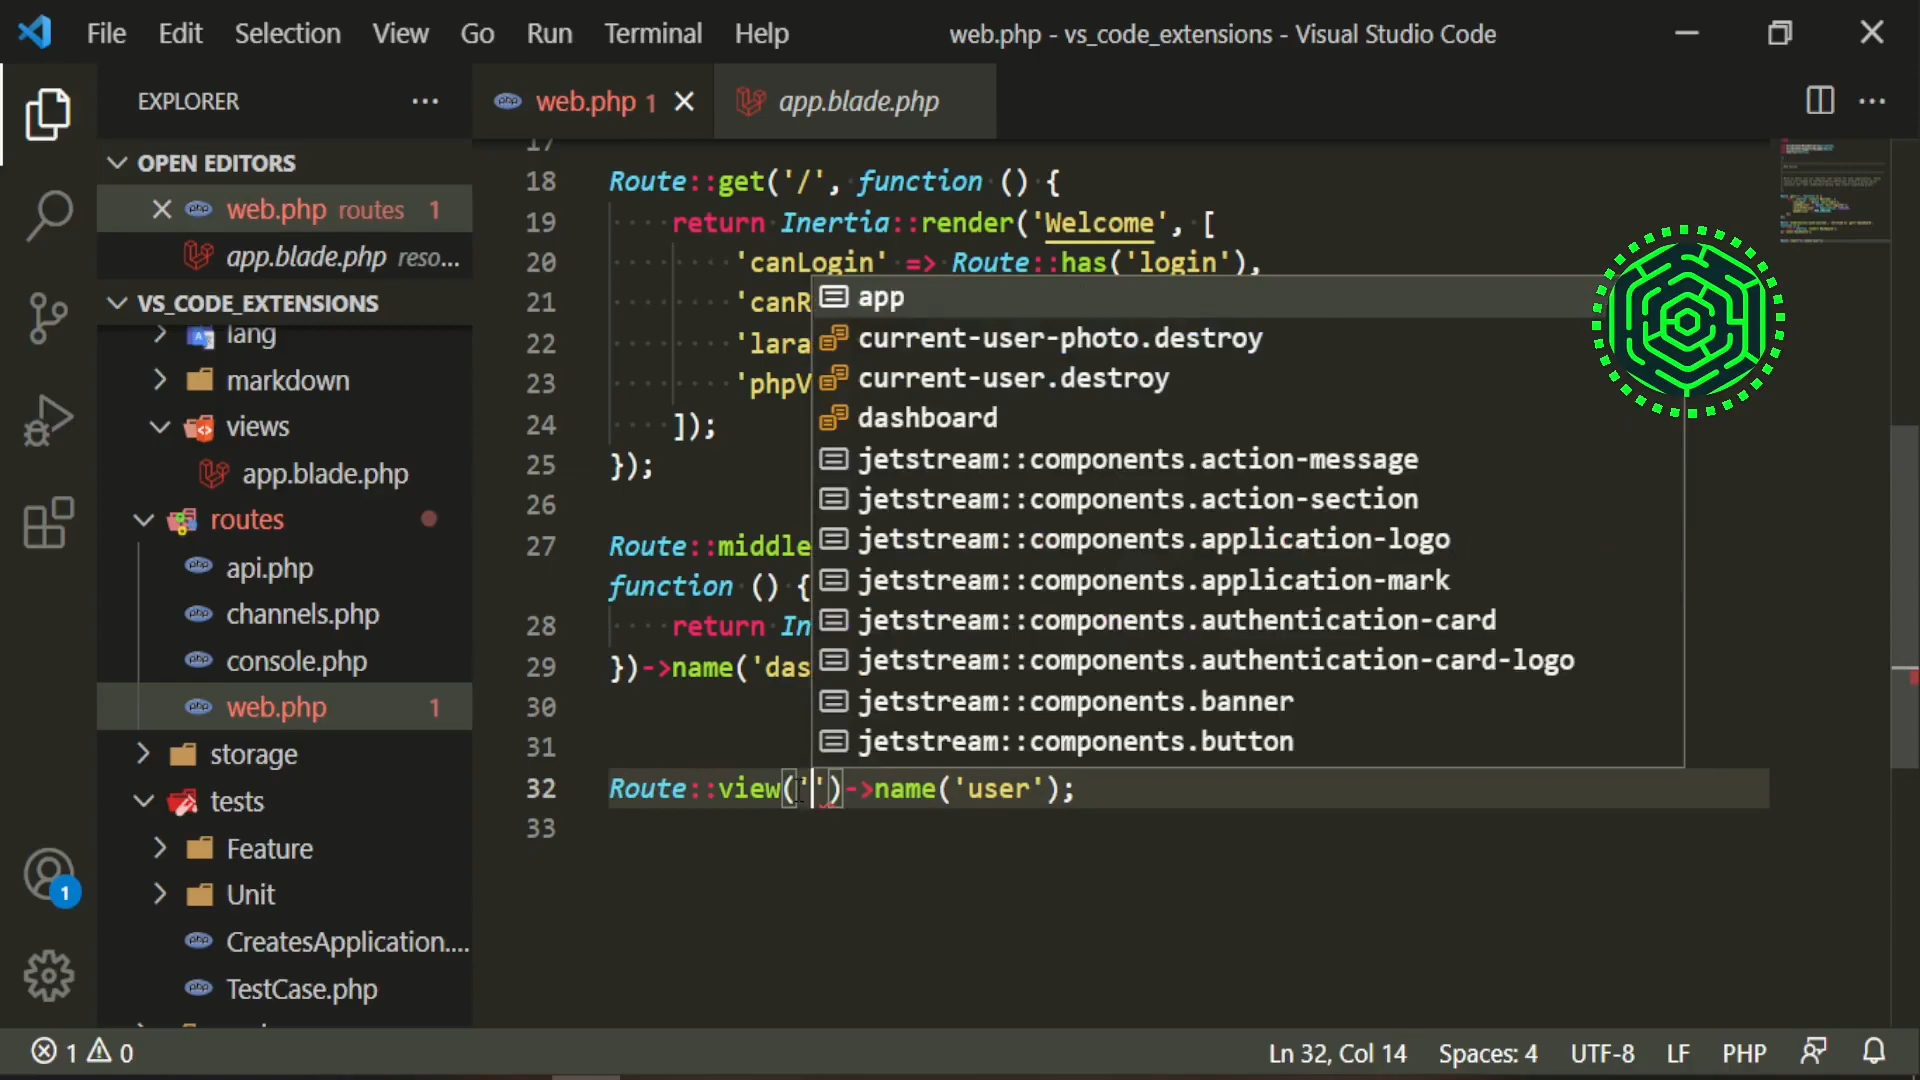 File Edit Selection View Go Run Terminal Help web.php - vs_code_extensions - Visual Studio Code
EXPLORER
web.php 1
app.blade.php
OPEN EDITORS
web.php routes 1
app.blade.php reso...
VS_CODE_EXTENSIONS
lang
markdown
views
app.blade.php
routes
api.php
channels.php
console.php
web.php 1
storage
tests
Feature
Unit
CreatesApplication....
TestCase.php
17
18 Route::get('/', function () {
19 return Inertia::render('Welcome', [
20 'canLogin' => Route::has('login'),
21 'canR
22 'lara
23 'phpV
24 ]);
25 });
26
27 Route::middle
function () {
28 return In
29 })->name('das
30
31
32 Route::view('')->name('user');
33
app
current-user-photo.destroy
current-user.destroy
dashboard
jetstream::components.action-message
jetstream::components.action-section
jetstream::components.application-logo
jetstream::components.application-mark
jetstream::components.authentication-card
jetstream::components.authentication-card-logo
jetstream::components.banner
jetstream::components.button
1
1 0
Ln 32, Col 14 Spaces: 4 UTF-8 LF PHP